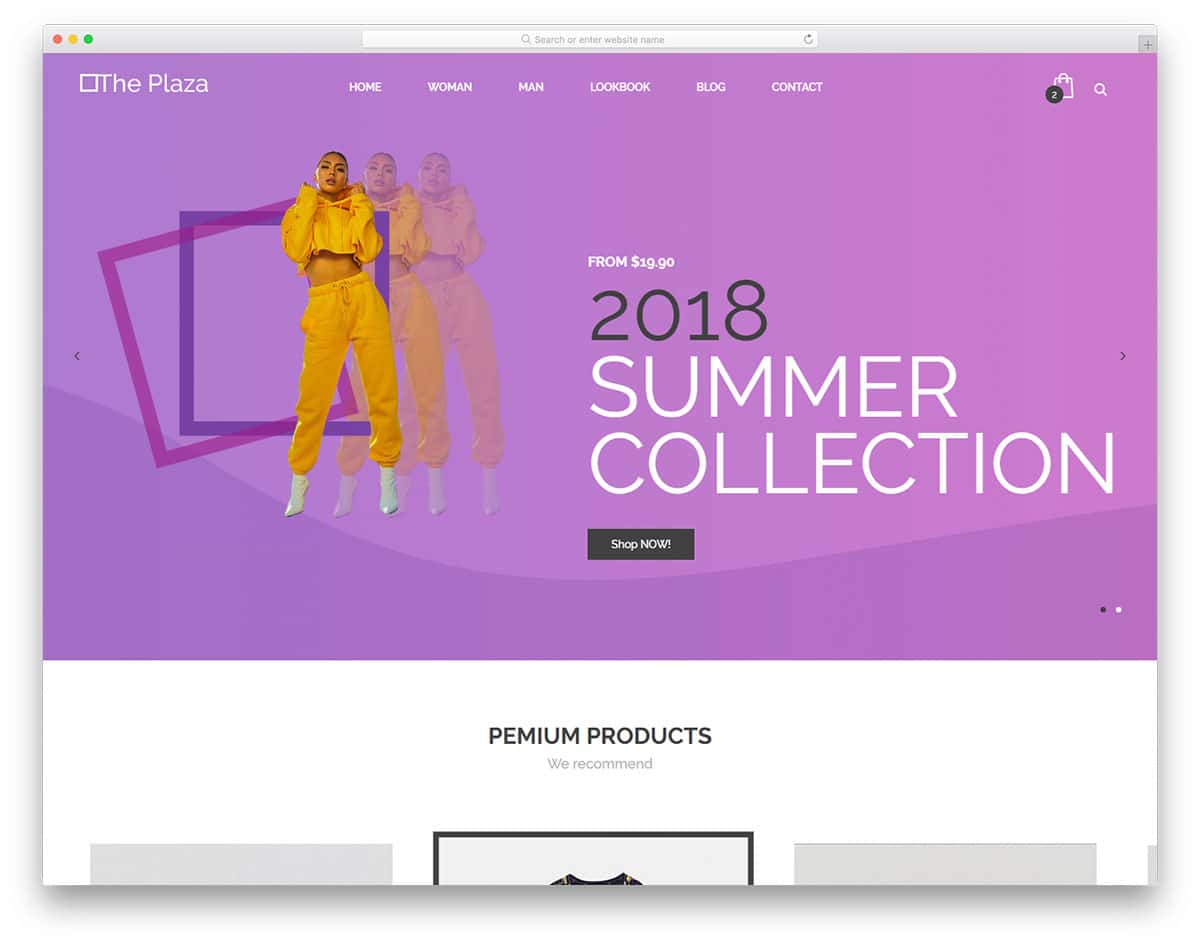 Search or enter website name
The Plaza
HOME WOMAN MAN LOOKBOOK BLOG CONTACT
2
FROM $19.90
2018
SUMMER
COLLECTION
Shop NOW!
PEMIUM PRODUCTS
We recommend